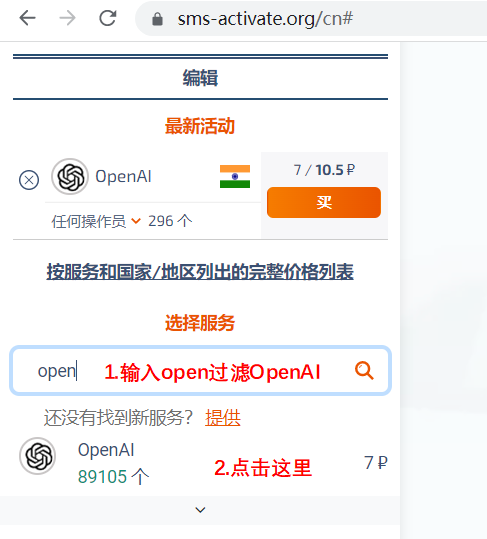 sms-activate.org/cn#
编辑
最新活动
OpenAI
7 / 10.5 ₽
买
任何操作员 296 个
按服务和国家/地区列出的完整价格列表
选择服务
open 1.输入open过滤OpenAI
还没有找到新服务？ 提供
OpenAI
89105 个
2.点击这里 7 ₽